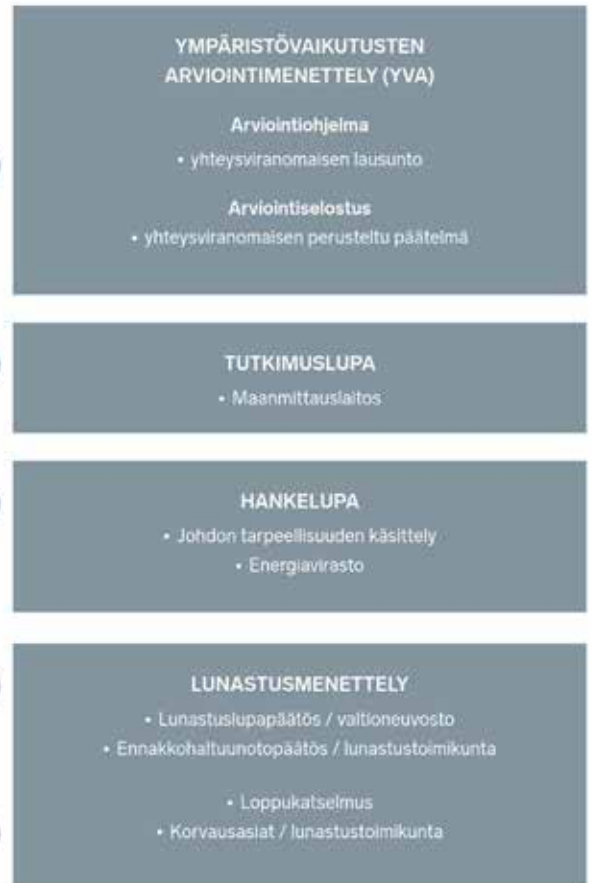 YMPÄRISTÖVAIKUTUSTEN
ARVIOINTIMENETTELY (YVA)
Arviointiohjelma
• yhteysviranomaisen lausunto
Arviointiselostus
• yhteysviranomaisen perusteltu päätelmä
TUTKIMUSLUPA
• Maanmittauslaitos
HANKELUPA
• Johdon tarpeellisuuden käsittely
• Energiavirasto
LUNASTUSMENETTELY
• Lunastuslupapäätös / valtioneuvosto
• Ennakkohaltuunotopäätös / lunastustoimikunta
• Loppukatselmus
• Korvausasiat / lunastustoimikunta